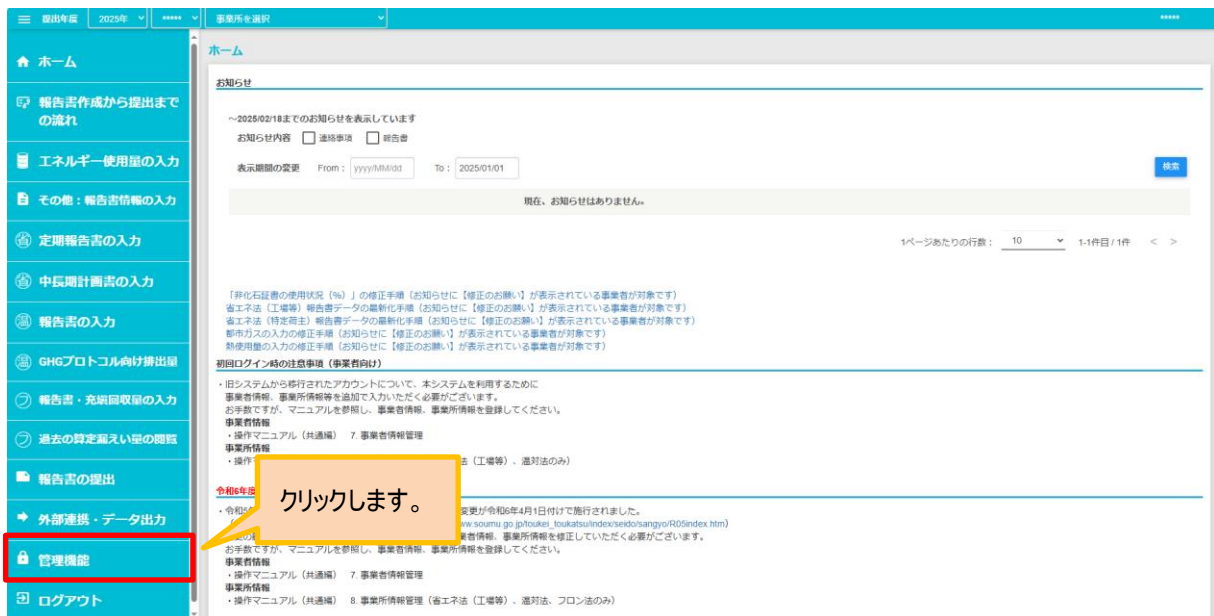 提出年度 2025年 ***** 事業所を選択 *****
ホーム
報告書作成から提出まで
の流れ
エネルギー使用量の入力
その他：報告書情報の入力
定期報告書の入力
中長期計画書の入力
報告書の入力
GHGプロトコル向け排出量
報告書・充填回収量の入力
過去の算定漏えい量の閲覧
報告書の提出
外部連携・データ出力
管理機能
ログアウト
ホーム
お知らせ
～2025/02/18までのお知らせを表示しています
お知らせ内容 連絡事項 報告書
表示期間の変更 From： yyyy/MM/dd To： 2025/01/01 検索
現在、お知らせはありません。
1ページあたりの行数： 10 1-1件目 / 1件 < >
「非化石証書の使用状況（%）」の修正手順（お知らせに【修正のお願い】が表示されている事業者が対象です）
省エネ法（工場等）報告書データの最新化手順（お知らせに【修正のお願い】が表示されている事業者が対象です）
省エネ法（特定荷主）報告書データの最新化手順（お知らせに【修正のお願い】が表示されている事業者が対象です）
都市ガスの入力の修正手順（お知らせに【修正のお願い】が表示されている事業者が対象です）
熱使用量の入力の修正手順（お知らせに【修正のお願い】が表示されている事業者が対象です）
初回ログイン時の注意事項（事業者向け）
・旧システムから移行されたアカウントについて、本システムを利用するために
事業者情報、事業所情報等を追加で入力いただく必要がございます。
お手数ですが、マニュアルを参照し、事業者情報、事業所情報を登録してください。
事業者情報
・操作マニュアル（共通編） 7. 事業者情報管理
事業所情報
・操作 法（工場等）、温対法のみ）
クリックします。
令和6年度
・令和5年 変更が令和6年4月1日付けで施行されました。
ww.soumu.go.jp/toukei_toukatsu/index/seido/sangyo/R05index.htm）
業者情報、事業所情報を修正していただく必要がございます。
お手数ですが、マニュアルを参照し、事業者情報、事業所情報を登録してください。
事業者情報
・操作マニュアル（共通編） 7. 事業者情報管理
事業所情報
・操作マニュアル（共通編） 8. 事業所情報管理（省エネ法（工場等）、温対法、フロン法のみ）